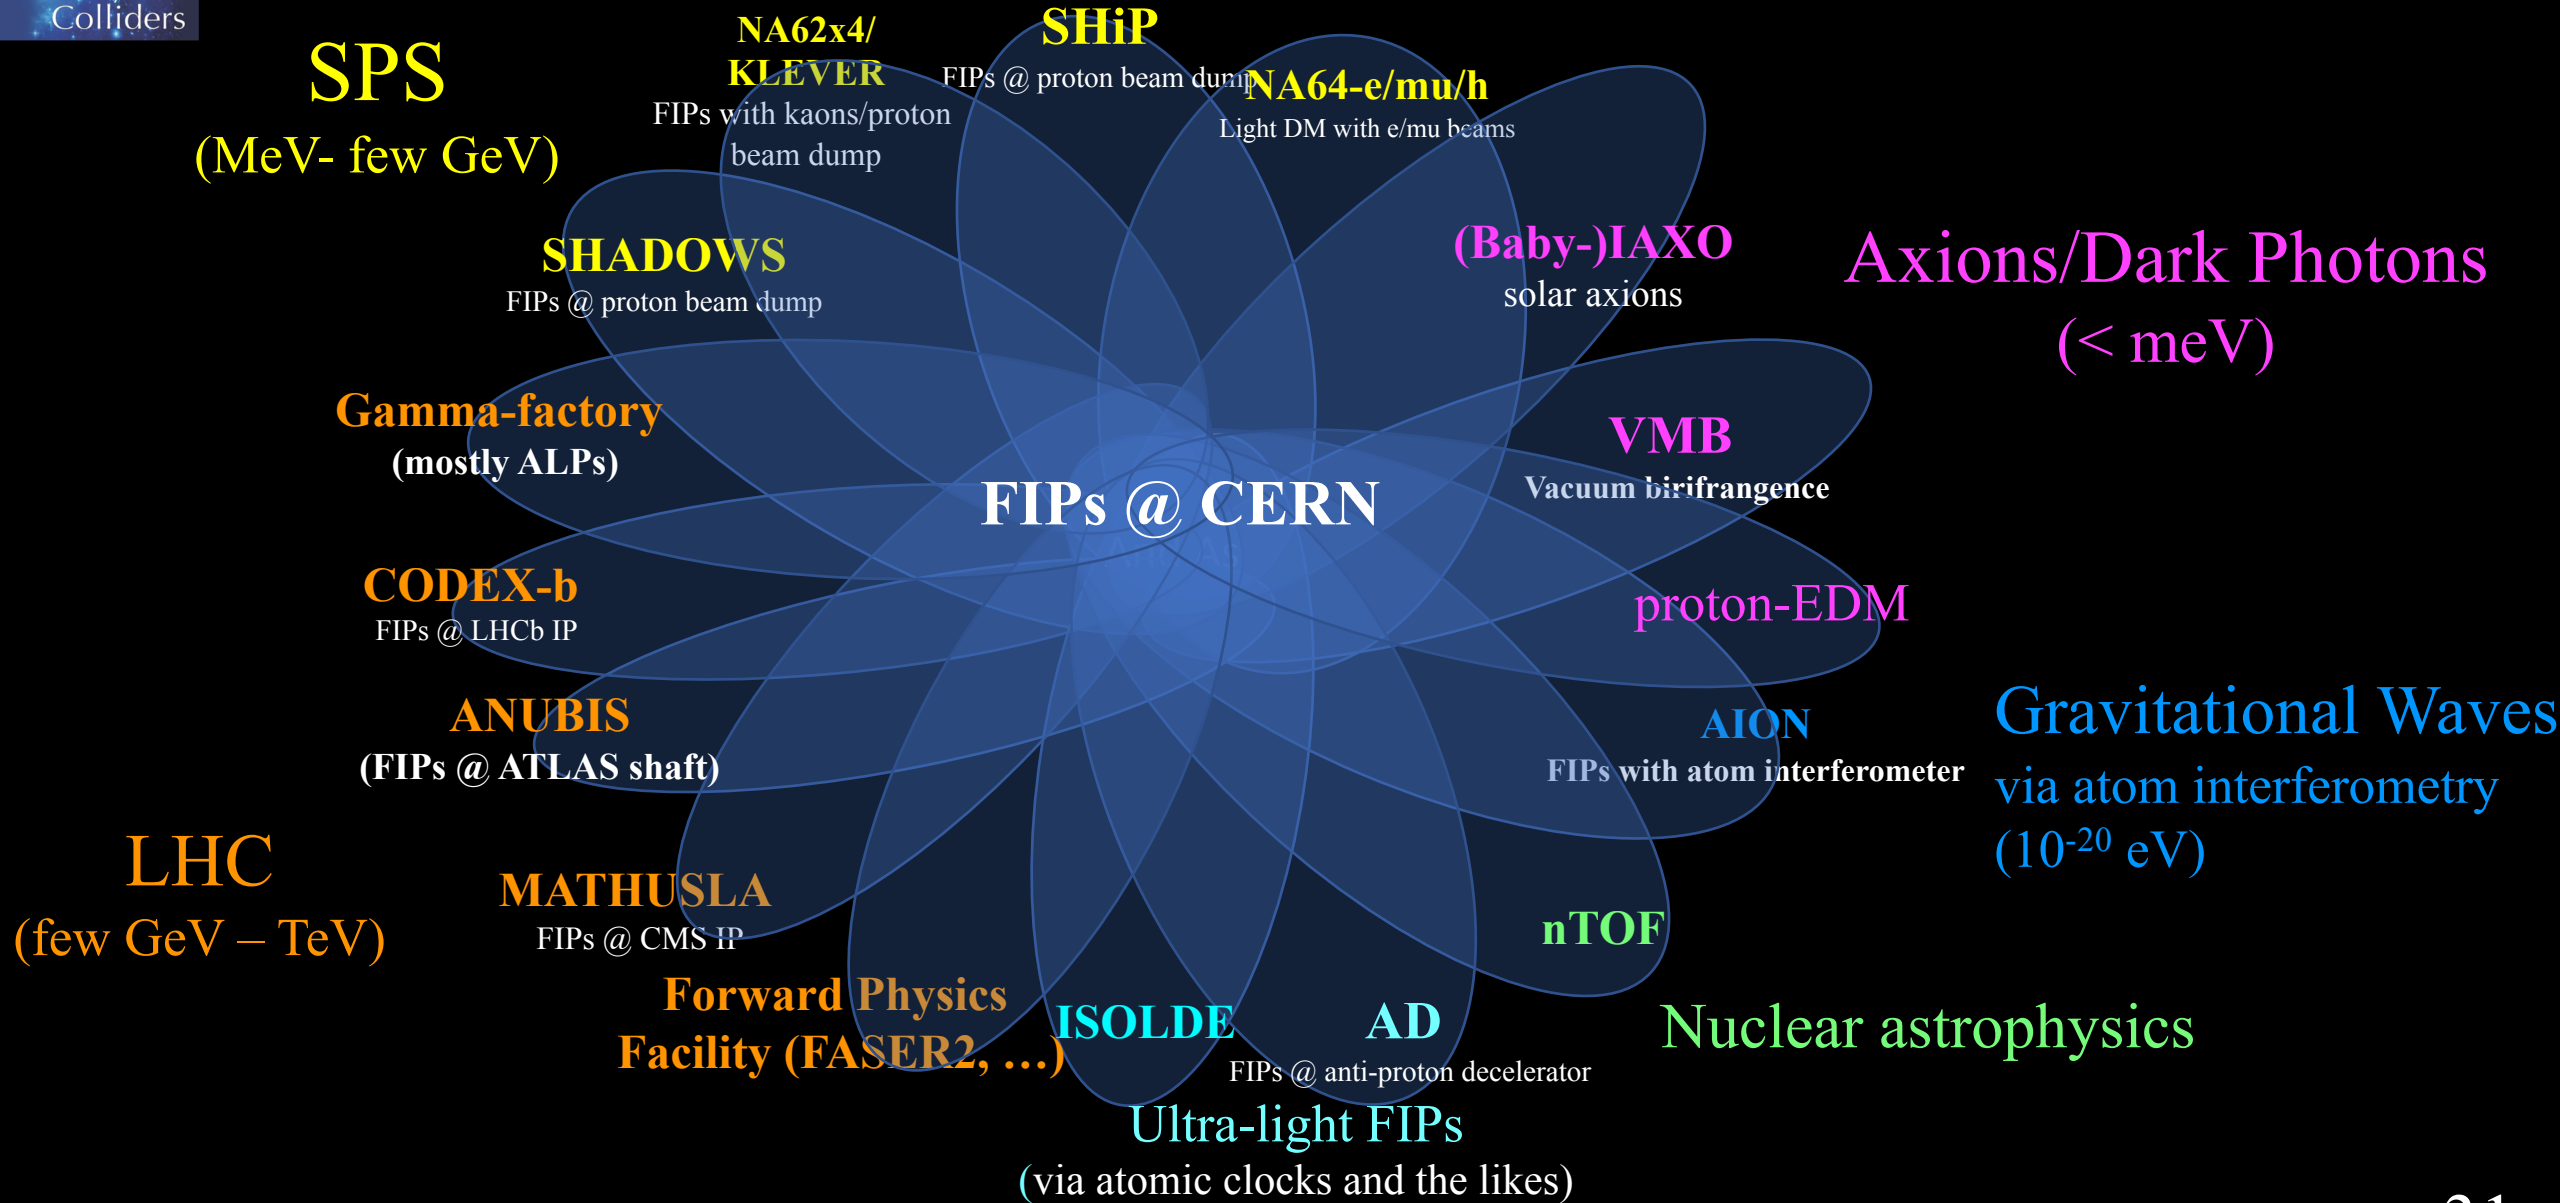 Colliders
SPS
(MeV- few GeV)
NA62x4/
KLEVER
FIPs with kaons/proton
beam dump
SHiP
FIPs @ proton beam dump
NA64-e/mu/h
Light DM with e/mu beams
SHADOWS
FIPs @ proton beam dump
(Baby-)IAXO
solar axions
Axions/Dark Photons
(< meV)
Gamma-factory
(mostly ALPs)
VMB
Vacuum birifrangence
FIPs @ CERN
CODEX-b
FIPs @ LHCb IP
proton-EDM
ANUBIS
(FIPs @ ATLAS shaft)
AION
FIPs with atom interferometer
Gravitational Waves
via atom interferometry
(10-20 eV)
LHC
(few GeV – TeV)
MATHUSLA
FIPs @ CMS IP
nTOF
Forward Physics
Facility (FASER2, …)
ISOLDE
AD
FIPs @ anti-proton decelerator
Nuclear astrophysics
Ultra-light FIPs
(via atomic clocks and the likes)